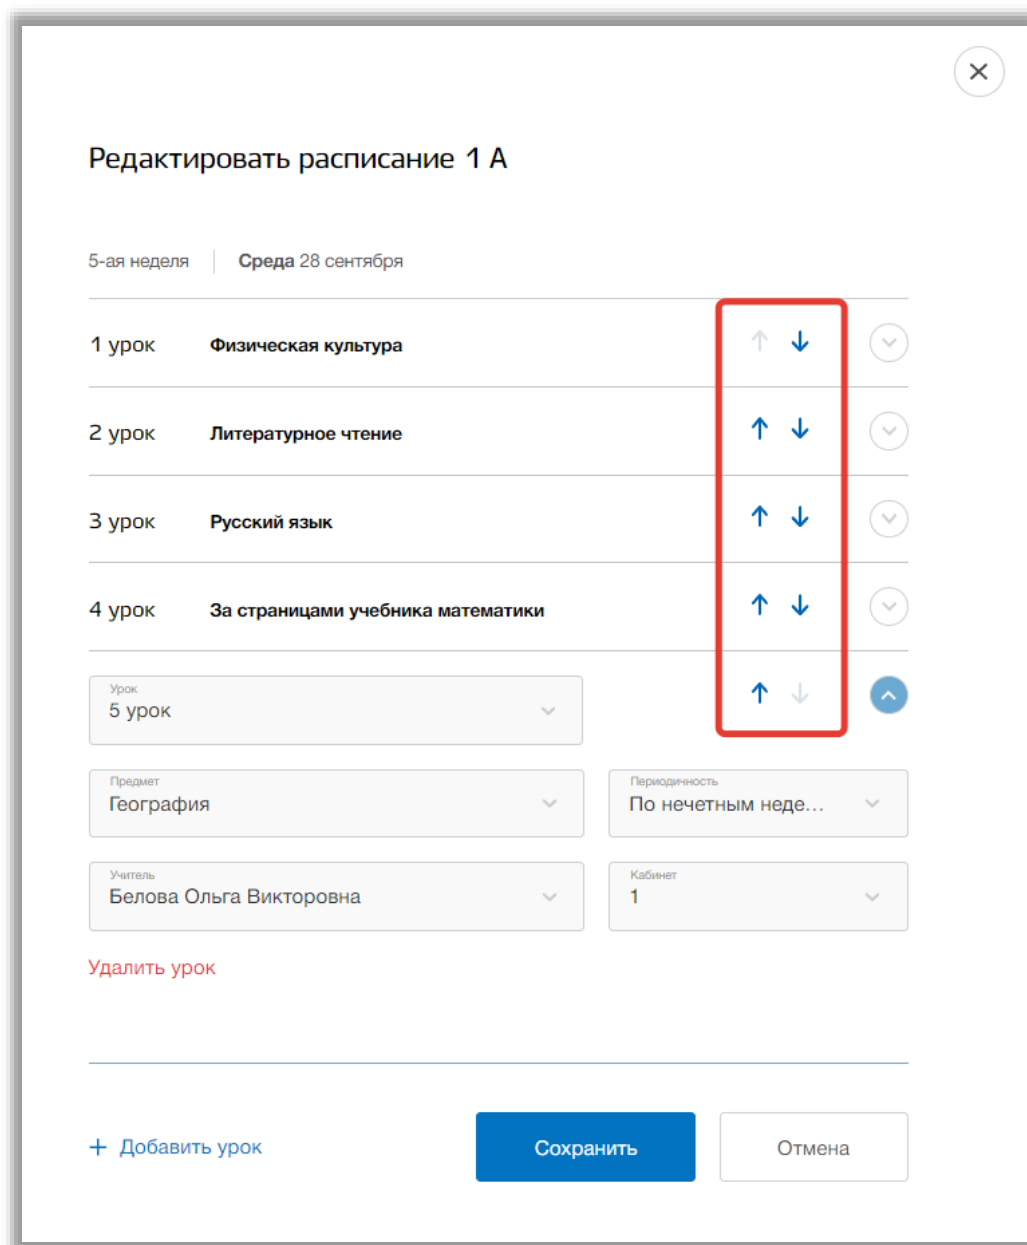 Редактировать расписание 1 А
5-ая неделя Среда 28 сентября
1 урок Физическая культура
2 урок Литературное чтение
3 урок Русский язык
4 урок За страницами учебника математики
Урок
5 урок
Предмет Периодичность
География По нечетным неде...
Учитель Кабинет
Белова Ольга Викторовна 1
Удалить урок
+ Добавить урок Сохранить Отмена